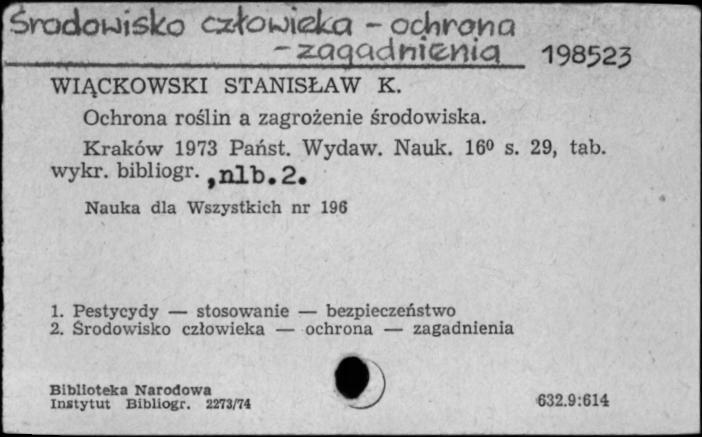 Środowisko człowieka - ochrona
- zagadnienia 198523
WIĄCKOWSKI STANISŁAW K.
Ochrona roślin a zagrożenie środowiska.
Kraków 1973 Państ. Wydaw. Nauk. 16⁰ s. 29, tab.
wykr. bibliogr. ,nlb.2.
Nauka dla Wszystkich nr 196
1. Pestycydy — stosowanie — bezpieczeństwo
2. Środowisko człowieka — ochrona — zagadnienia
Biblioteka Narodowa
Instytut Bibliogr. 2273/74 632.9:614